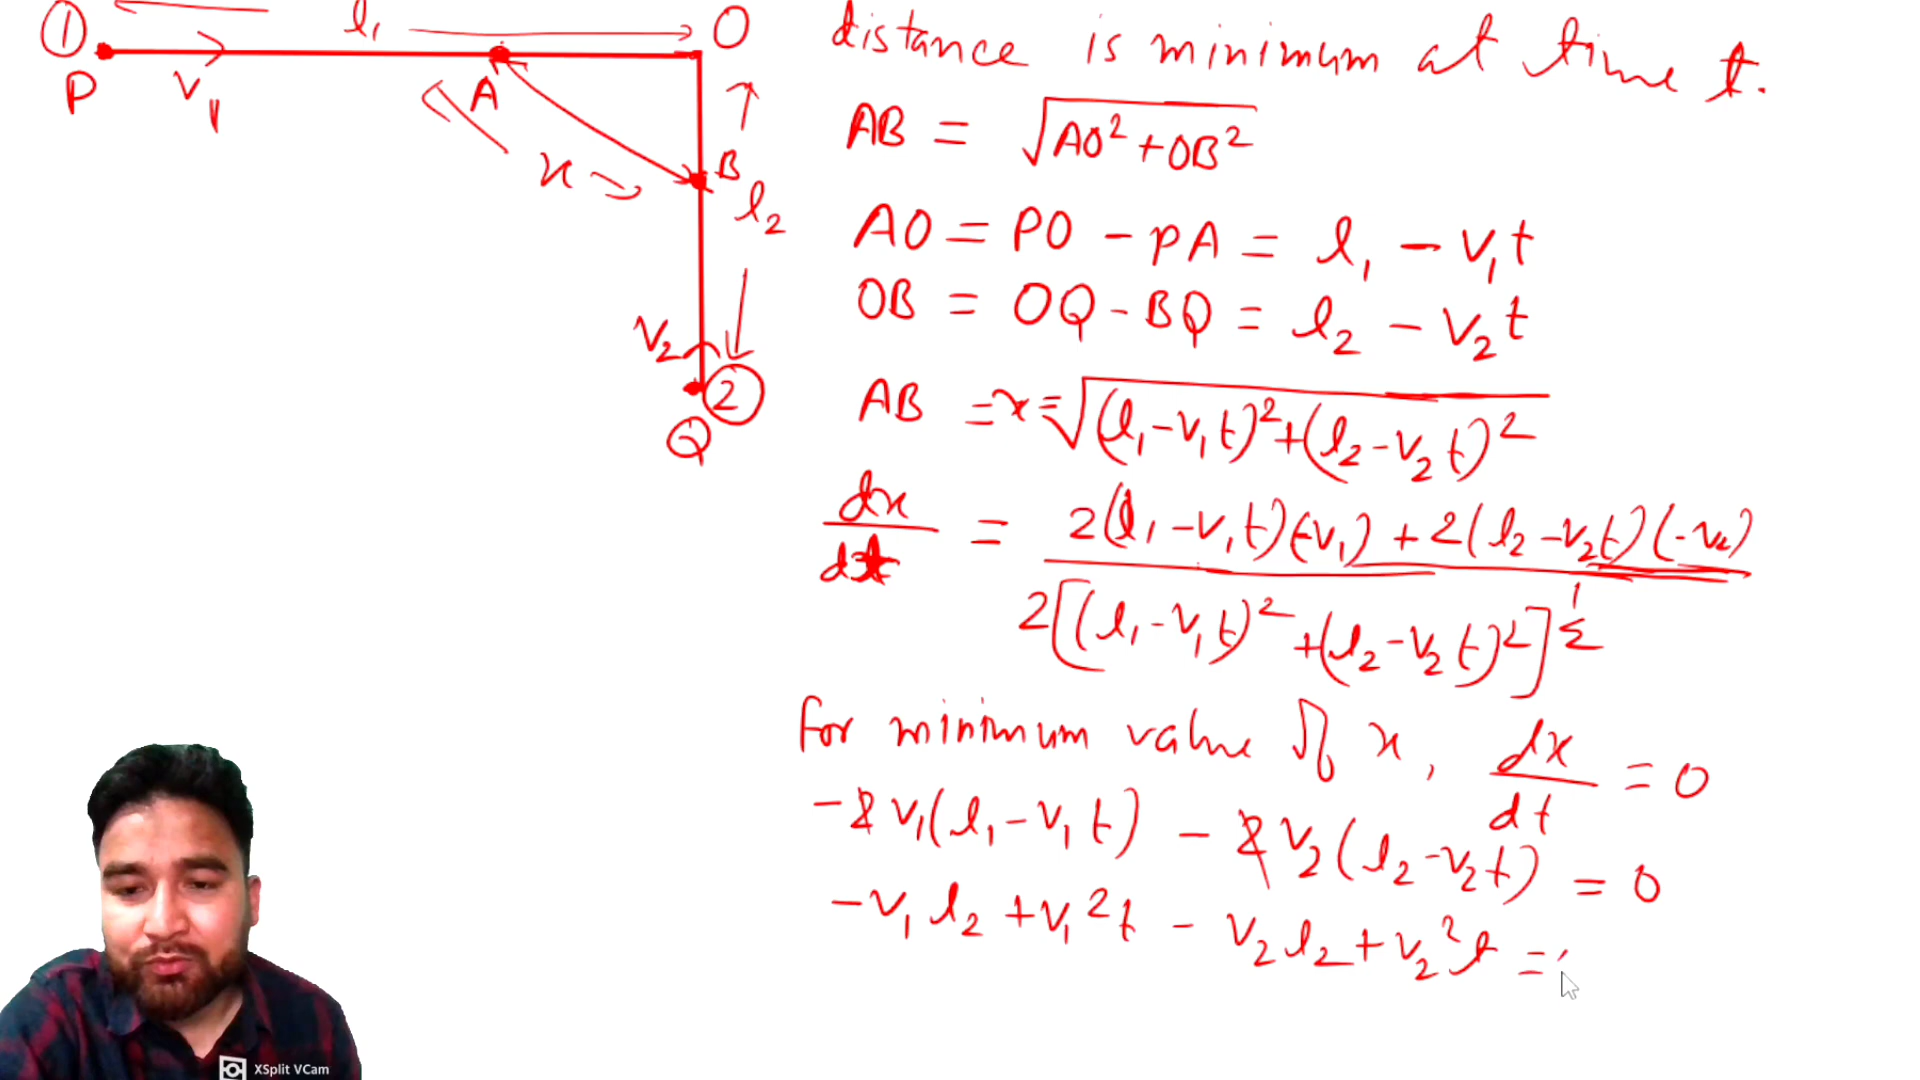 ① l₁ O
P V₁ A
x B
l₂
V₂
②
Q
distance is minimum at time t.
AB = √AO² + OB²
AO = PO - PA = l₁ - V₁t
OB = OQ - BQ = l₂ - V₂t
AB = x = √(l₁-V₁t)²+(l₂-V₂t)²
dx/dt = 2(l₁-V₁t)(-V₁) + 2(l₂-V₂t)(-V₂) / 2[(l₁-V₁t)²+(l₂-V₂t)²]^½
For minimum value of x, dx/dt = 0
-2V₁(l₁-V₁t) - 2V₂(l₂-V₂t) = 0
-V₁l₂ + V₁²t - V₂l₂ + V₂²t =
XSplit VCam